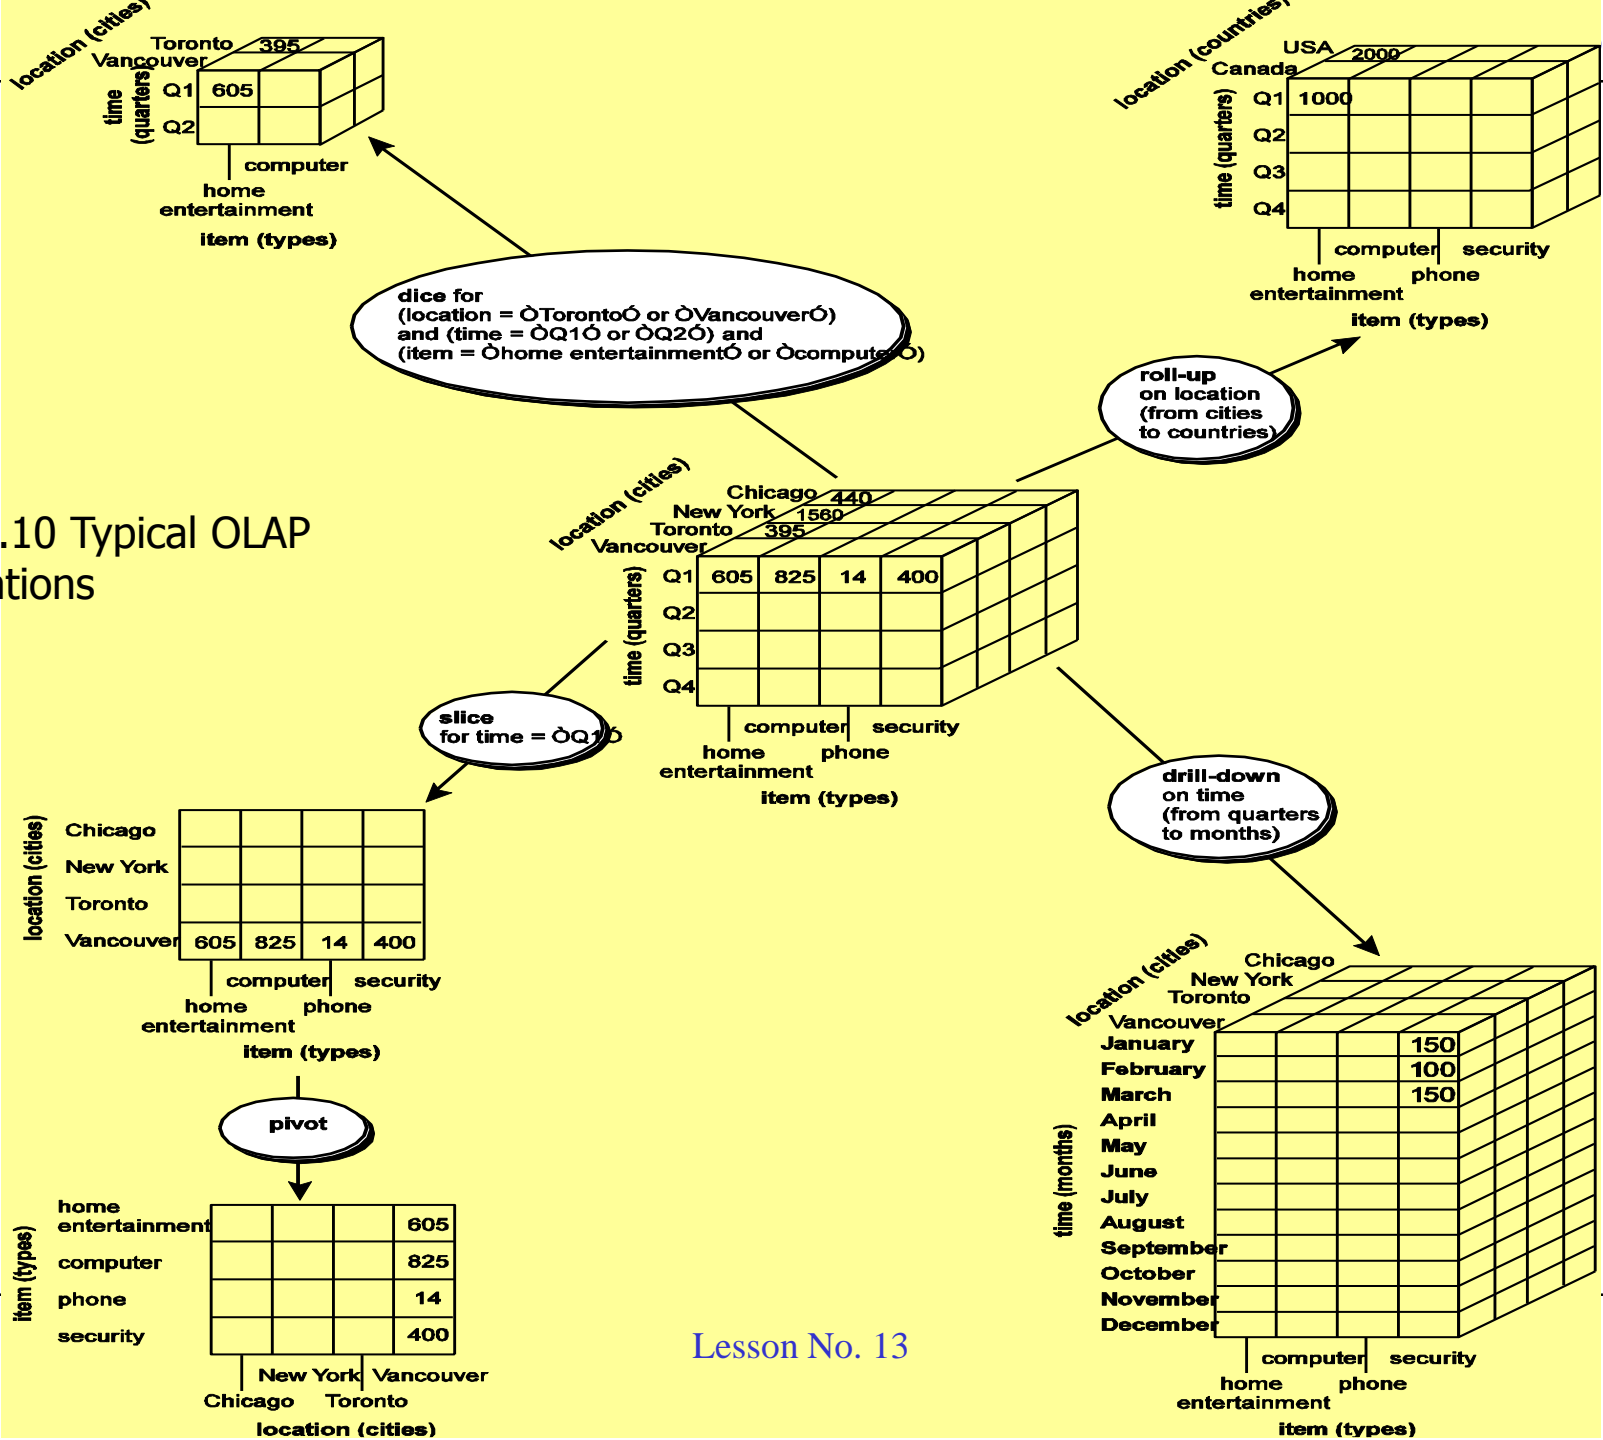 location (cities)
Toronto 395
Vancouver
time
(quarters)
Q1 605
Q2
computer
home
entertainment
item (types)
location (countries)
USA 2000
Canada
time (quarters)
Q1 1000
Q2
Q3
Q4
computer security
home phone
entertainment
item (types)
dice for
(location = ÒTorontoÓ or ÒVancouverÓ)
and (time = ÒQ1Ó or ÒQ2Ó) and
(item = Òhome entertainmentÓ or ÒcomputerÓ)
roll-up
on location
(from cities
to countries)
.10 Typical OLAP
ations
location (cities)
Chicago 440
New York 1560
Toronto 395
Vancouver
time (quarters)
Q1 605 825 14 400
Q2
Q3
Q4
computer security
home phone
entertainment
item (types)
slice
for time = ÒQ1Ó
drill-down
on time
(from quarters
to months)
location (cities)
Chicago
New York
Toronto
Vancouver 605 825 14 400
computer security
home phone
entertainment
item (types)
pivot
item (types)
home
entertainment 605
computer 825
phone 14
security 400
New York Vancouver
Chicago Toronto
location (cities)
location (cities)
Chicago
New York
Toronto
Vancouver
time (months)
January 150
February 100
March 150
April
May
June
July
August
September
October
November
December
computer security
home phone
entertainment
item (types)
Lesson No. 13